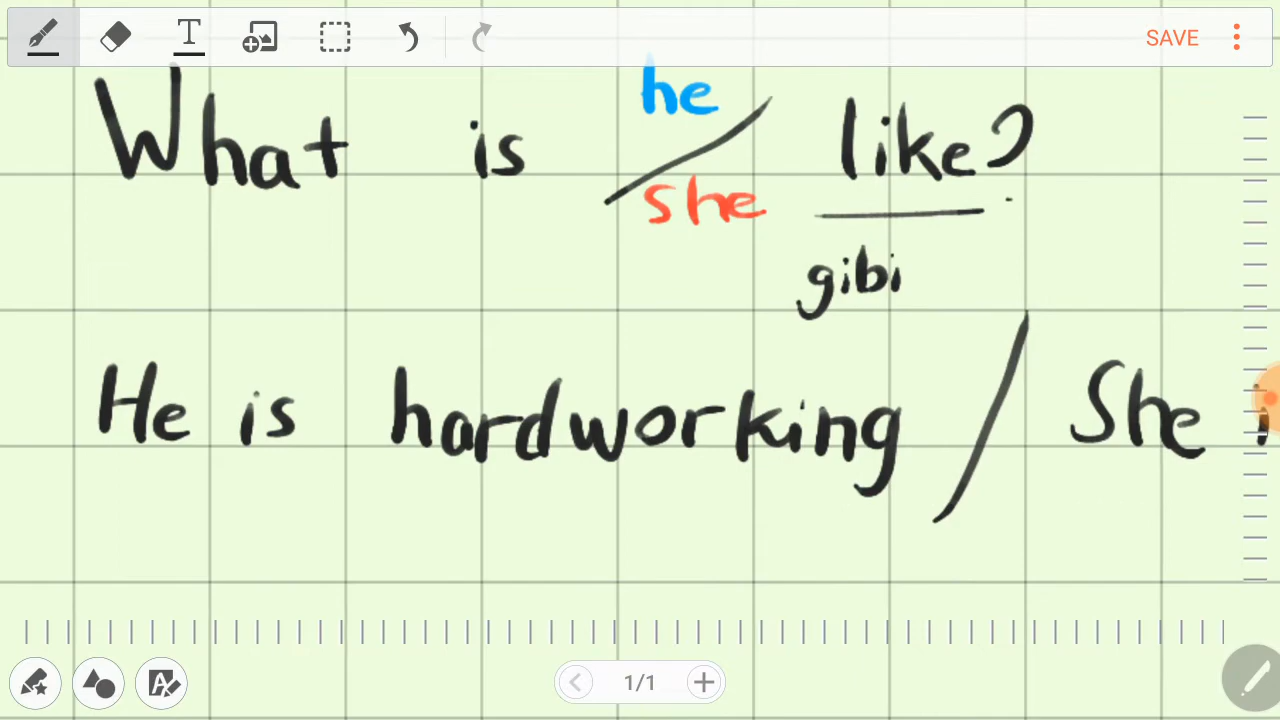 SAVE
What is he / she like?
gibi
He is hardworking / She
1/1